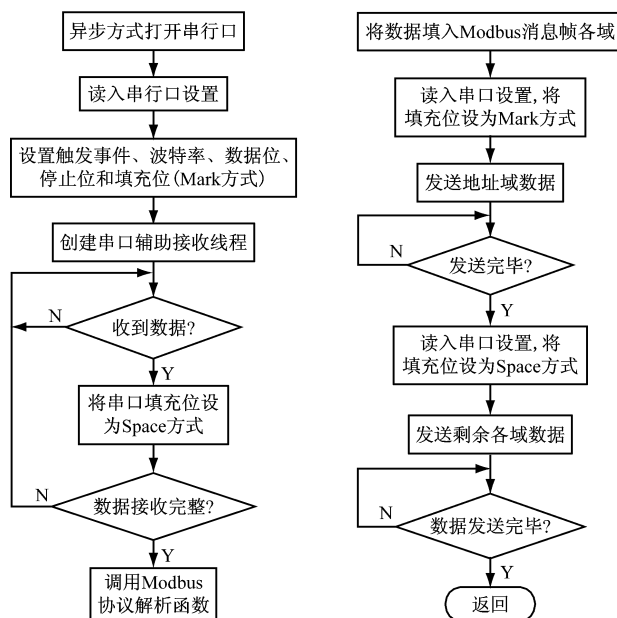 异步方式打开串行口
读入串行口设置
设置触发事件、波特率、数据位、
停止位和填充位(Mark方式)
创建串口辅助接收线程
N
收到数据?
Y
将串口填充位设
为Space方式
N
数据接收完整?
Y
调用Modbus
协议解析函数
将数据填入Modbus消息帧各域
读入串口设置,将
填充位设为Mark方式
发送地址域数据
N
发送完毕?
Y
读入串口设置,将
填充位设为Space方式
发送剩余各域数据
N
数据发送完毕?
Y
返回